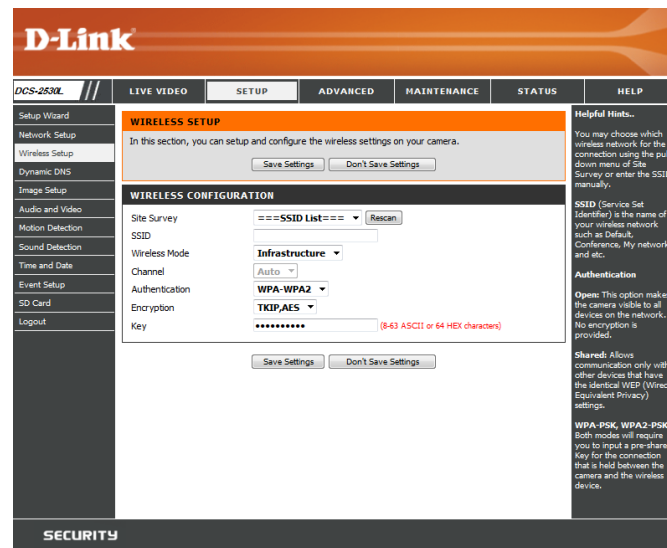 D-Link
DCS-2530L
LIVE VIDEO
SETUP
ADVANCED
MAINTENANCE
STATUS
HELP
Setup Wizard
Network Setup
Wireless Setup
Dynamic DNS
Image Setup
Audio and Video
Motion Detection
Sound Detection
Time and Date
Event Setup
SD Card
Logout
WIRELESS SETUP
In this section, you can setup and configure the wireless settings on your camera.
Save Settings
Don't Save Settings
WIRELESS CONFIGURATION
Site Survey ===SSID List=== Rescan
SSID
Wireless Mode Infrastructure
Channel Auto
Authentication WPA-WPA2
Encryption TKIP,AES
Key •••••••••• (8-63 ASCII or 64 HEX characters)
Save Settings
Don't Save Settings
Helpful Hints..
You may choose which
wireless network for the
connection using the pul
down menu of Site
Survey or enter the SSI
manually.
SSID (Service Set
Identifier) is the name of
your wireless network
such as Default,
Conference, My network
and etc.
Authentication
Open: This option make
the camera visible to all
devices on the network.
No encryption is
provided.
Shared: Allows
communication only with
other devices that have
the identical WEP (Wired
Equivalent Privacy)
settings.
WPA-PSK, WPA2-PSK
Both modes will require
you to input a pre-share
Key for the connection
that is held between the
camera and the wireless
device.
SECURITY